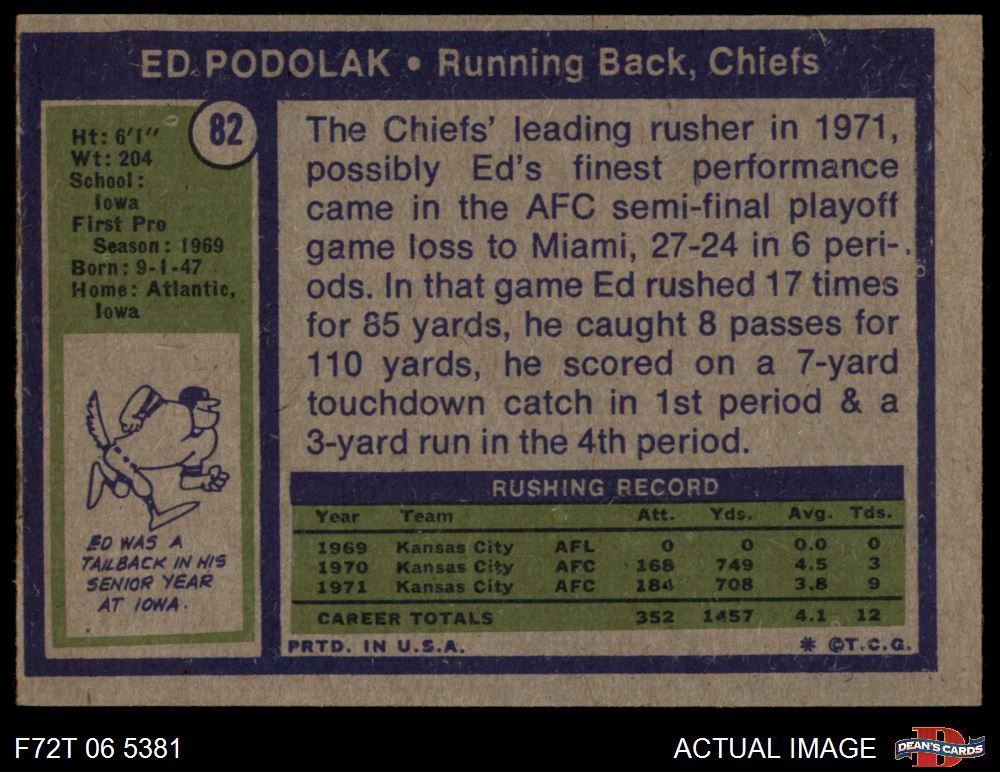 ED PODOLAK • Running Back, Chiefs
82
Ht: 6'1"
Wt: 204
School:
Iowa
First Pro
Season: 1969
Born: 9-1-47
Home: Atlantic,
Iowa
ED WAS A
TAILBACK IN HIS
SENIOR YEAR
AT IOWA.
The Chiefs' leading rusher in 1971,
possibly Ed's finest performance
came in the AFC semi-final playoff
game loss to Miami, 27-24 in 6 peri-
ods. In that game Ed rushed 17 times
for 85 yards, he caught 8 passes for
110 yards, he scored on a 7-yard
touchdown catch in 1st period & a
3-yard run in the 4th period.
RUSHING RECORD
Year Team Att. Yds. Avg. Tds.
1969 Kansas City AFL 0 0 0.0 0
1970 Kansas City AFC 168 749 4.5 3
1971 Kansas City AFC 184 708 3.8 9
CAREER TOTALS 352 1457 4.1 12
PRTD. IN U.S.A. * ©T.C.G.
F72T 06 5381 ACTUAL IMAGE DEAN'S CARDS